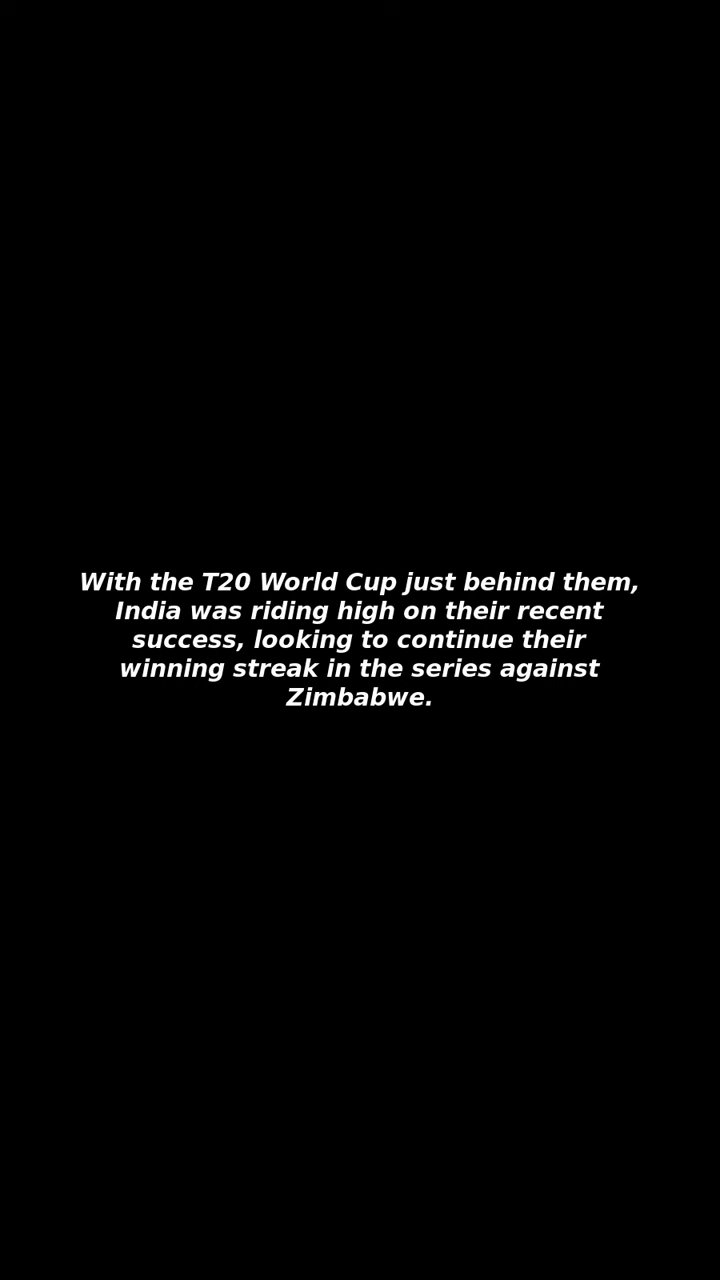 With the T20 World Cup just behind them,
India was riding high on their recent
success, looking to continue their
winning streak in the series against
Zimbabwe.